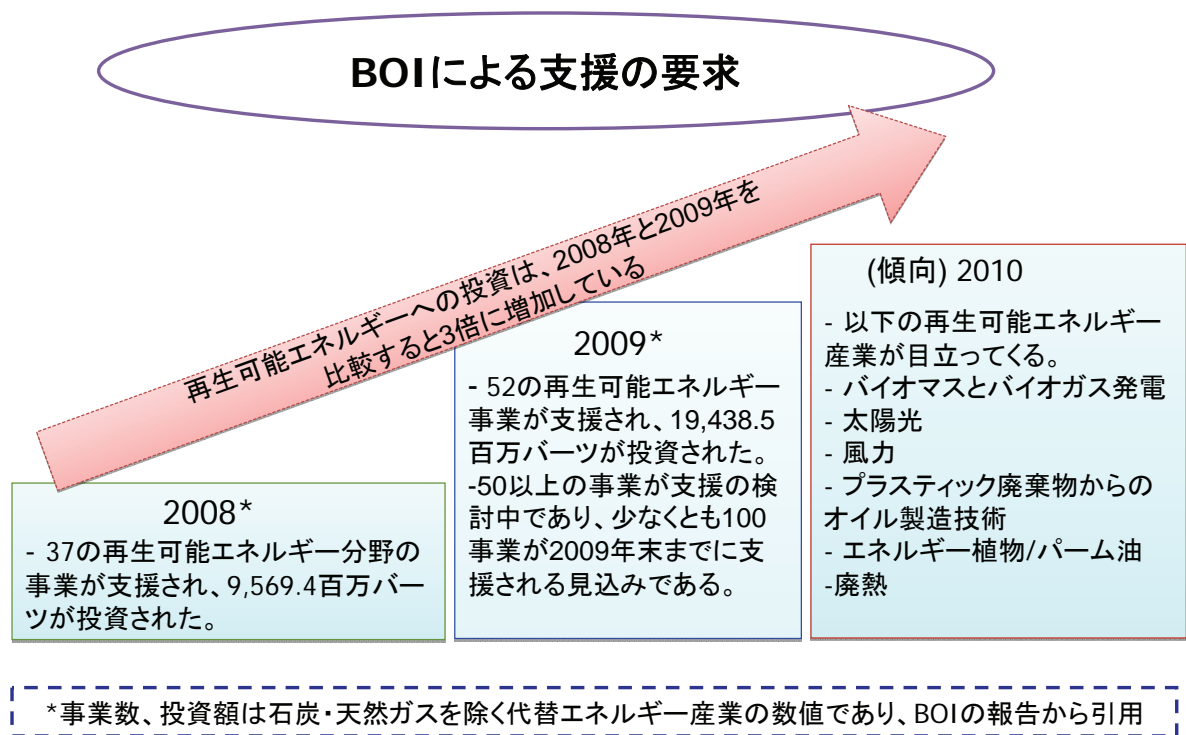 BOIによる支援の要求
再生可能エネルギーへの投資は、2008年と2009年を
比較すると3倍に増加している
2008*
- 37の再生可能エネルギー分野の
事業が支援され、9,569.4百万バー
ツが投資された。
2009*
- 52の再生可能エネルギー
事業が支援され、19,438.5
百万バーツが投資された。
-50以上の事業が支援の検
討中であり、少なくとも100
事業が2009年末までに支
援される見込みである。
(傾向) 2010
- 以下の再生可能エネルギー
産業が目立ってくる。
- バイオマスとバイオガス発電
- 太陽光
- 風力
- プラスティック廃棄物からの
オイル製造技術
- エネルギー植物/パーム油
-廃熱
*事業数、投資額は石炭・天然ガスを除く代替エネルギー産業の数値であり、BOIの報告から引用